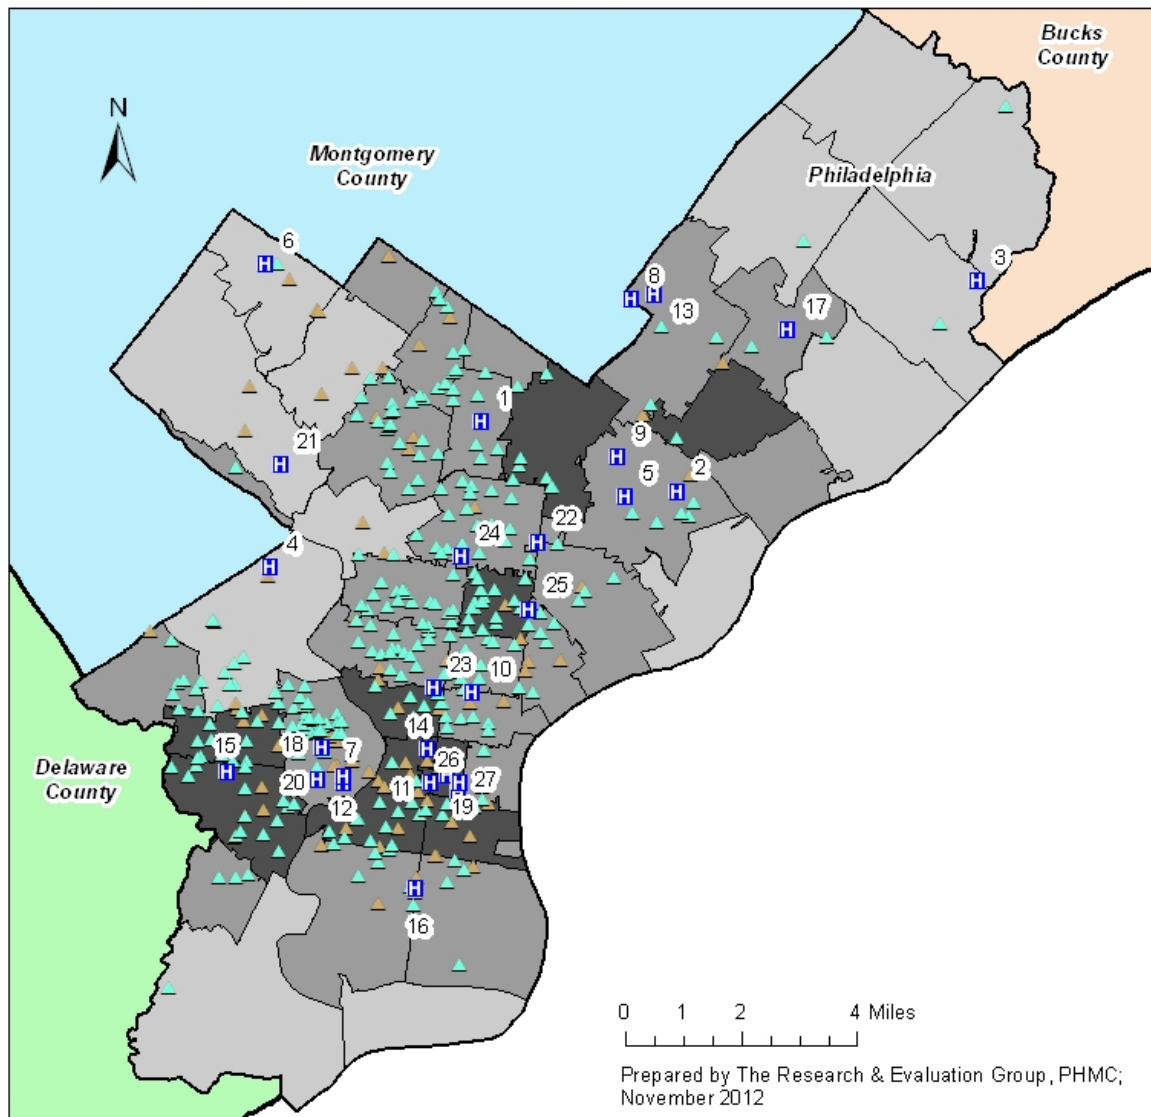 Bucks
County
N
Montgomery
County
Philadelphia
6
H
3
H
8
H
H
13
17
H
1
H
9
21
H
H
5
2
H
H
22
24
H
4
H
H
25
H
23
10
H
H
14
15
18
7
H
H
26
Delaware
County
H
20
H
H
11
H
H
27
12
19
H
16
0 1 2 4 Miles
Prepared by The Research & Evaluation Group, PHMC;
November 2012